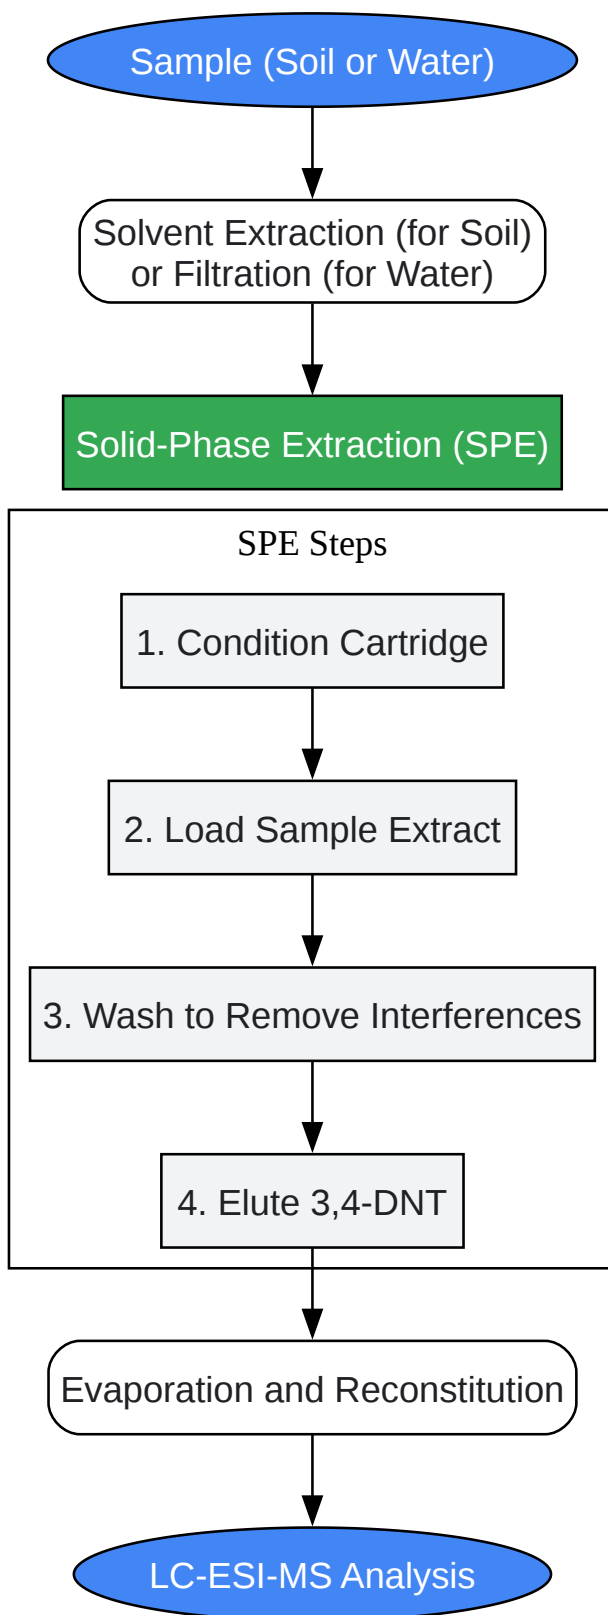 Sample (Soil or Water)
Solvent Extraction (for Soil)
or Filtration (for Water)
Solid-Phase Extraction (SPE)
SPE Steps
1. Condition Cartridge
2. Load Sample Extract
3. Wash to Remove Interferences
4. Elute 3,4-DNT
Evaporation and Reconstitution
LC-ESI-MS Analysis